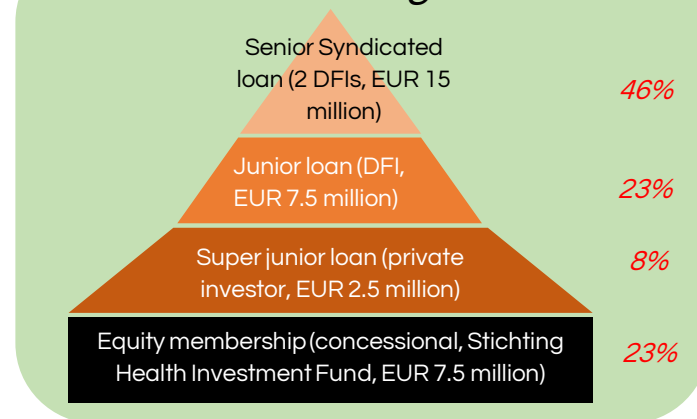 Senior Syndicated
loan (2 DFIs, EUR 15
million)
46%
Junior loan (DFI,
EUR 7.5 million)
23%
Super junior loan (private
investor, EUR 2.5 million)
8%
Equity membership (concessional, Stichting
Health Investment Fund, EUR 7.5 million)
23%